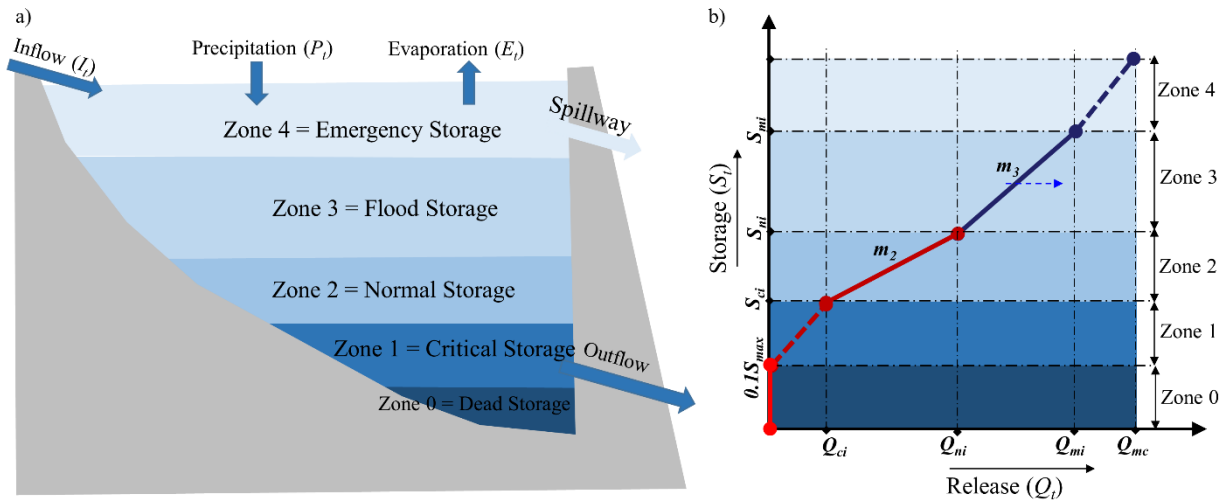 a)
Inflow (I_t)
Precipitation (P_t)
Evaporation (E_t)
Spillway
Zone 4 = Emergency Storage
Zone 3 = Flood Storage
Zone 2 = Normal Storage
Zone 1 = Critical Storage
Outflow
Zone 0 = Dead Storage
b)
Storage (S_t)
S_mi
S_ni
S_ci
0.1S_max
m_3
m_2
Zone 4
Zone 3
Zone 2
Zone 1
Zone 0
Q_ci
Q_ni
Q_mi
Q_mc
Release (Q_t)